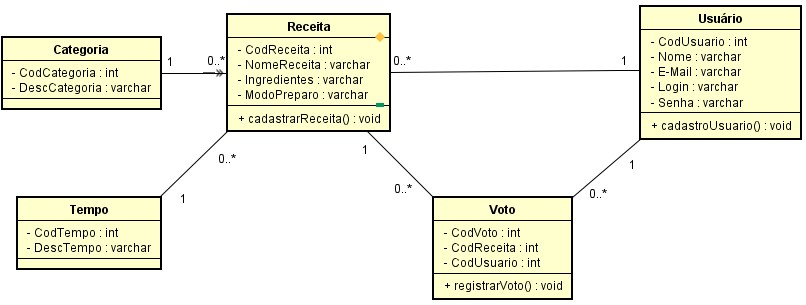 Categoria
- CodCategoria : int
- DescCategoria : varchar
1
0..*
Receita
- CodReceita : int
- NomeReceita : varchar
- Ingredientes : varchar
- ModoPreparo : varchar
+ cadastrarReceita() : void
0..*
1
Usuário
- CodUsuario : int
- Nome : varchar
- E-Mail : varchar
- Login : varchar
- Senha : varchar
+ cadastroUsuario() : void
0..*
1
1
0..*
1
0..*
Tempo
- CodTempo : int
- DescTempo : varchar
Voto
- CodVoto : int
- CodReceita : int
- CodUsuario : int
+ registrarVoto() : void